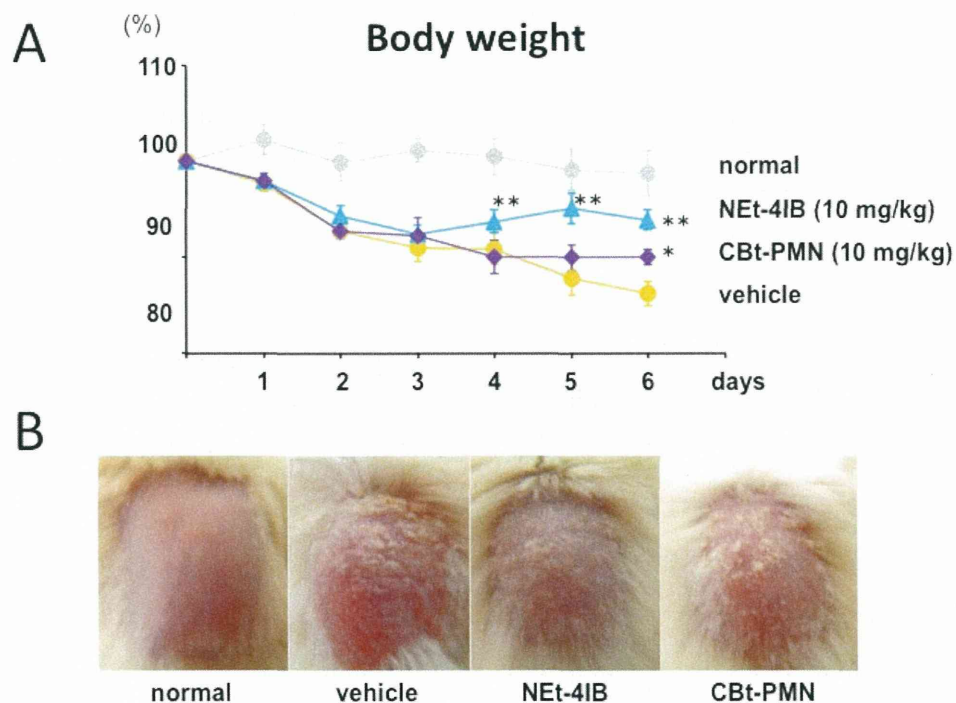 A
(%)
Body weight
110
100
90
80
normal
NEt-4IB (10 mg/kg)
CBt-PMN (10 mg/kg)
vehicle
**
**
**
*
1 2 3 4 5 6 days
B
normal vehicle NEt-4IB CBt-PMN